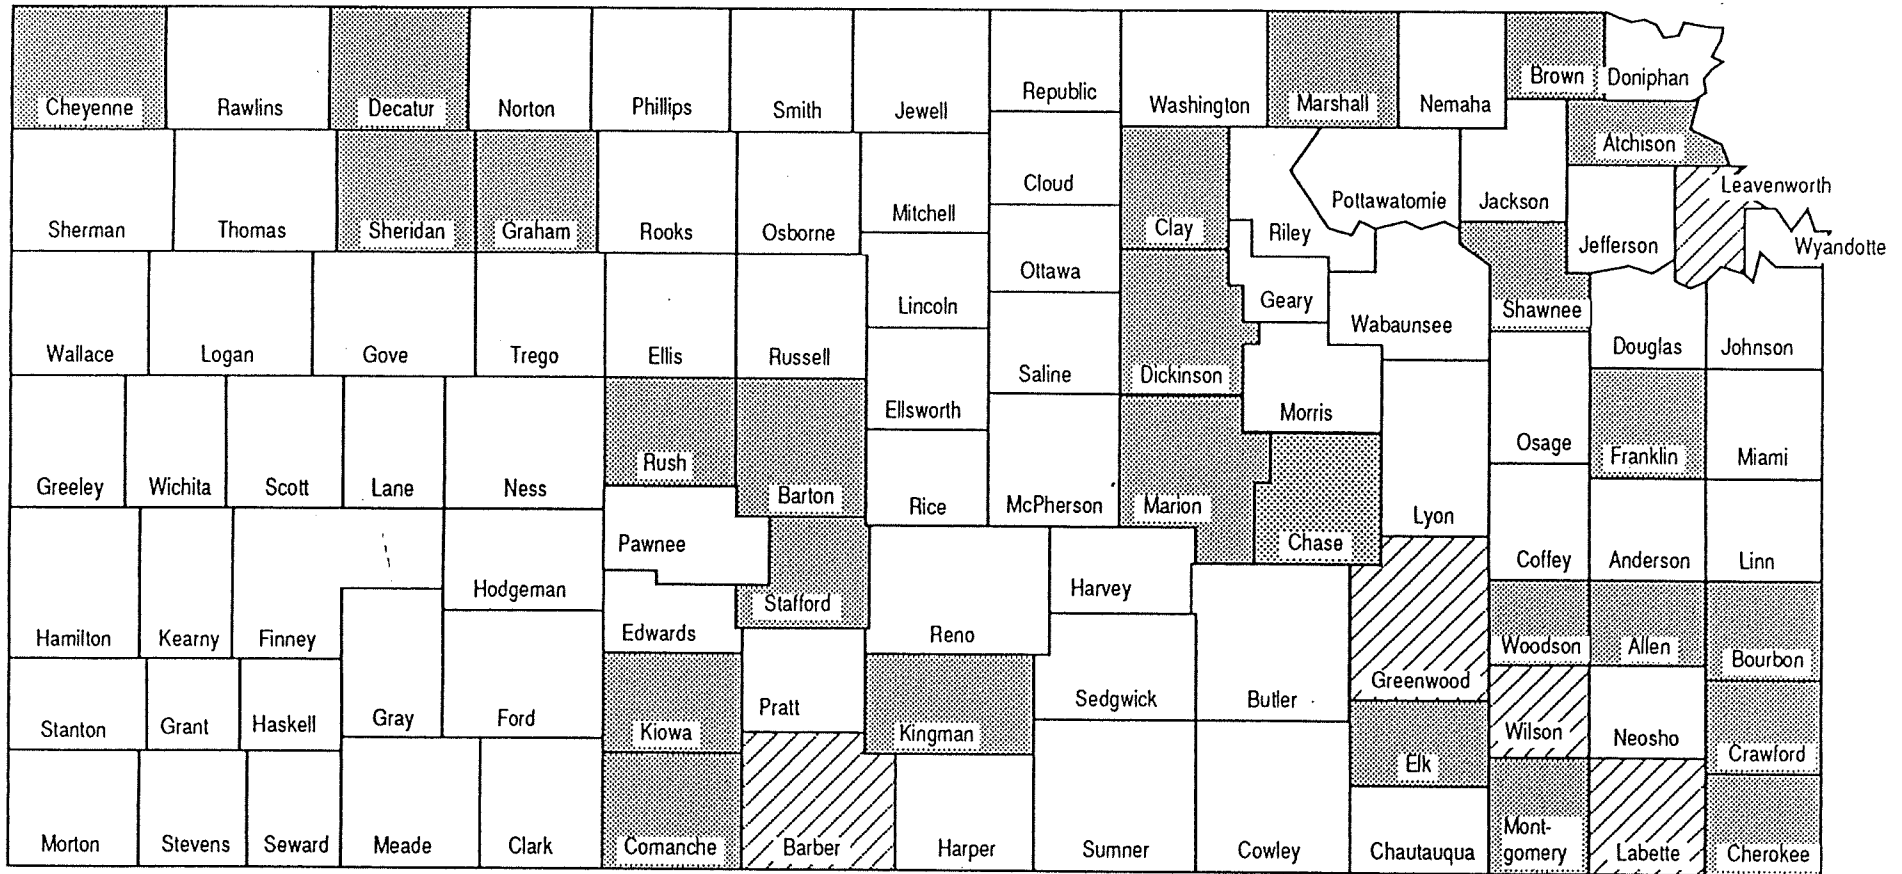 Cheyenne
Rawlins
Decatur
Norton
Phillips
Smith
Jewell
Republic
Washington
Marshall
Nemaha
Brown
Doniphan
Atchison
Sherman
Thomas
Sheridan
Graham
Rooks
Osborne
Mitchell
Cloud
Clay
Riley
Pottawatomie
Jackson
Jefferson
Leavenworth
Wyandotte
Wallace
Logan
Gove
Trego
Ellis
Russell
Lincoln
Ottawa
Saline
Dickinson
Geary
Wabaunsee
Shawnee
Douglas
Johnson
Greeley
Wichita
Scott
Lane
Ness
Rush
Barton
Ellsworth
Rice
McPherson
Marion
Morris
Chase
Lyon
Osage
Franklin
Miami
Hamilton
Kearny
Finney
Hodgeman
Pawnee
Edwards
Stafford
Reno
Harvey
Coffey
Anderson
Linn
Stanton
Grant
Haskell
Gray
Ford
Kiowa
Pratt
Kingman
Sedgwick
Butler
Greenwood
Woodson
Allen
Bourbon
Wilson
Neosho
Crawford
Morton
Stevens
Seward
Meade
Clark
Comanche
Barber
Harper
Sumner
Cowley
Elk
Chautauqua
Mont-
gomery
Labette
Cherokee